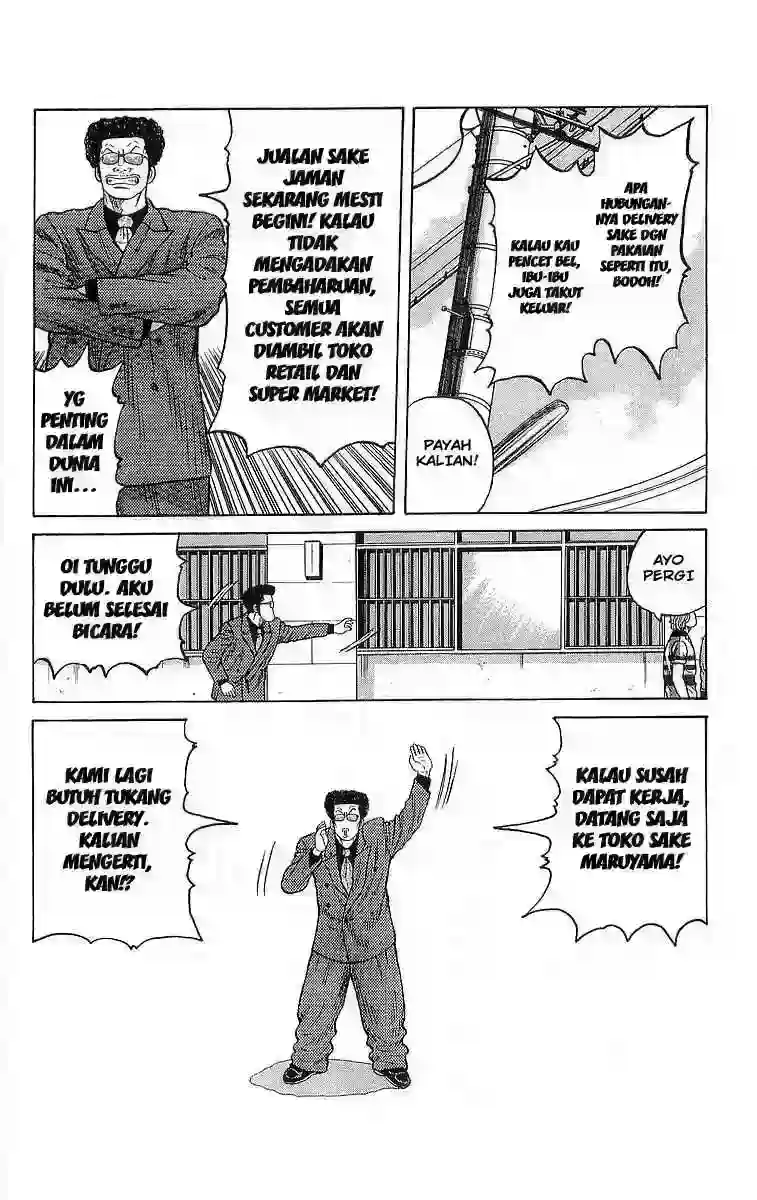 APA
HUBUNGAN-
NYA DELIVERY
SAKE DGN
PAKAIAN
SEPERTI ITU,
BODOH!
KALAU KAU
PENCET BEL,
IBU-IBU
JUGA TAKUT
KELUAR!
PAYAH
KALIAN!
JUALAN SAKE
JAMAN
SEKARANG MESTI
BEGINI! KALAU
TIDAK
MENGADAKAN
PEMBAHARUAN,
SEMUA
CUSTOMER AKAN
DIAMBIL TOKO
RETAIL DAN
SUPER MARKET!
YG
PENTING
DALAM
DUNIA
INI...
AYO
PERGI
OI TUNGGU
DULU. AKU
BELUM SELESAI
BICARA!
KALAU SUSAH
DAPAT KERJA,
DATANG SAJA
KE TOKO SAKE
MARUYAMA!
KAMI LAGI
BUTUH TUKANG
DELIVERY.
KALIAN
MENGERTI,
KAN!?